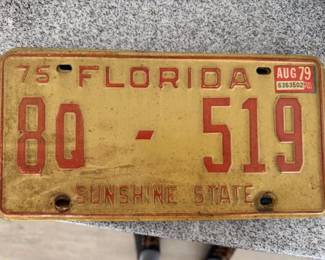 75 FLORIDA AUG 79
8Q - 519
SUNSHINE STATE